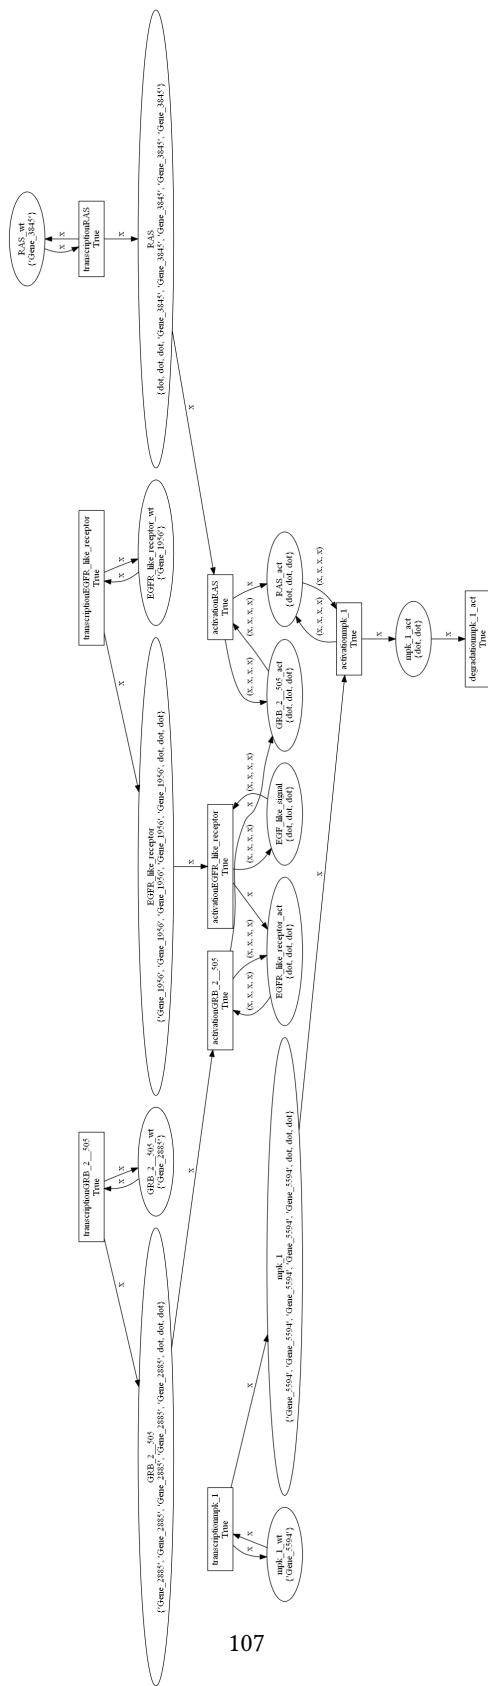 RAS_wt
{'Gene_3845'}
x
x
transcriptionGRB_2__505
True
transcriptionEGFR_like_receptor
True
transcriptionRAS
True
x
x
x
x
x
x
x
GRB_2__505
{'Gene_2885', 'Gene_2885', 'Gene_2885', 'Gene_2885', 'Gene_2885', dot, dot, dot}
GRB_2__505_wt
{'Gene_2885'}
EGFR_like_receptor
{'Gene_1956', 'Gene_1956', 'Gene_1956', 'Gene_1956', 'Gene_1956', dot, dot, dot}
EGFR_like_receptor_wt
{'Gene_1956'}
RAS
{dot, dot, dot, 'Gene_3845', 'Gene_3845', 'Gene_3845', 'Gene_3845', 'Gene_3845'}
x
x
x
transcriptionmpk_1
True
activationGRB_2__505
True
activationEGFR_like_receptor
True
activationRAS
True
x
x
x
(x, x, x, x)
(x, x, x, x)
x
(x, x, x, x)
x
(x, x, x, x)
(x, x, x, x)
(x, x, x, x)
x
mpk_1_wt
{'Gene_5594'}
mpk_1
{'Gene_5594', 'Gene_5594', 'Gene_5594', 'Gene_5594', 'Gene_5594', dot, dot, dot}
EGFR_like_receptor_act
{dot, dot, dot}
EGF_like_signal
{dot, dot, dot}
GRB_2__505_act
{dot, dot, dot}
RAS_act
{dot, dot, dot}
x
(x, x, x, x)
(x, x, x, x)
activationmpk_1
True
x
mpk_1_act
{dot, dot}
x
degradationmpk_1_act
True
107